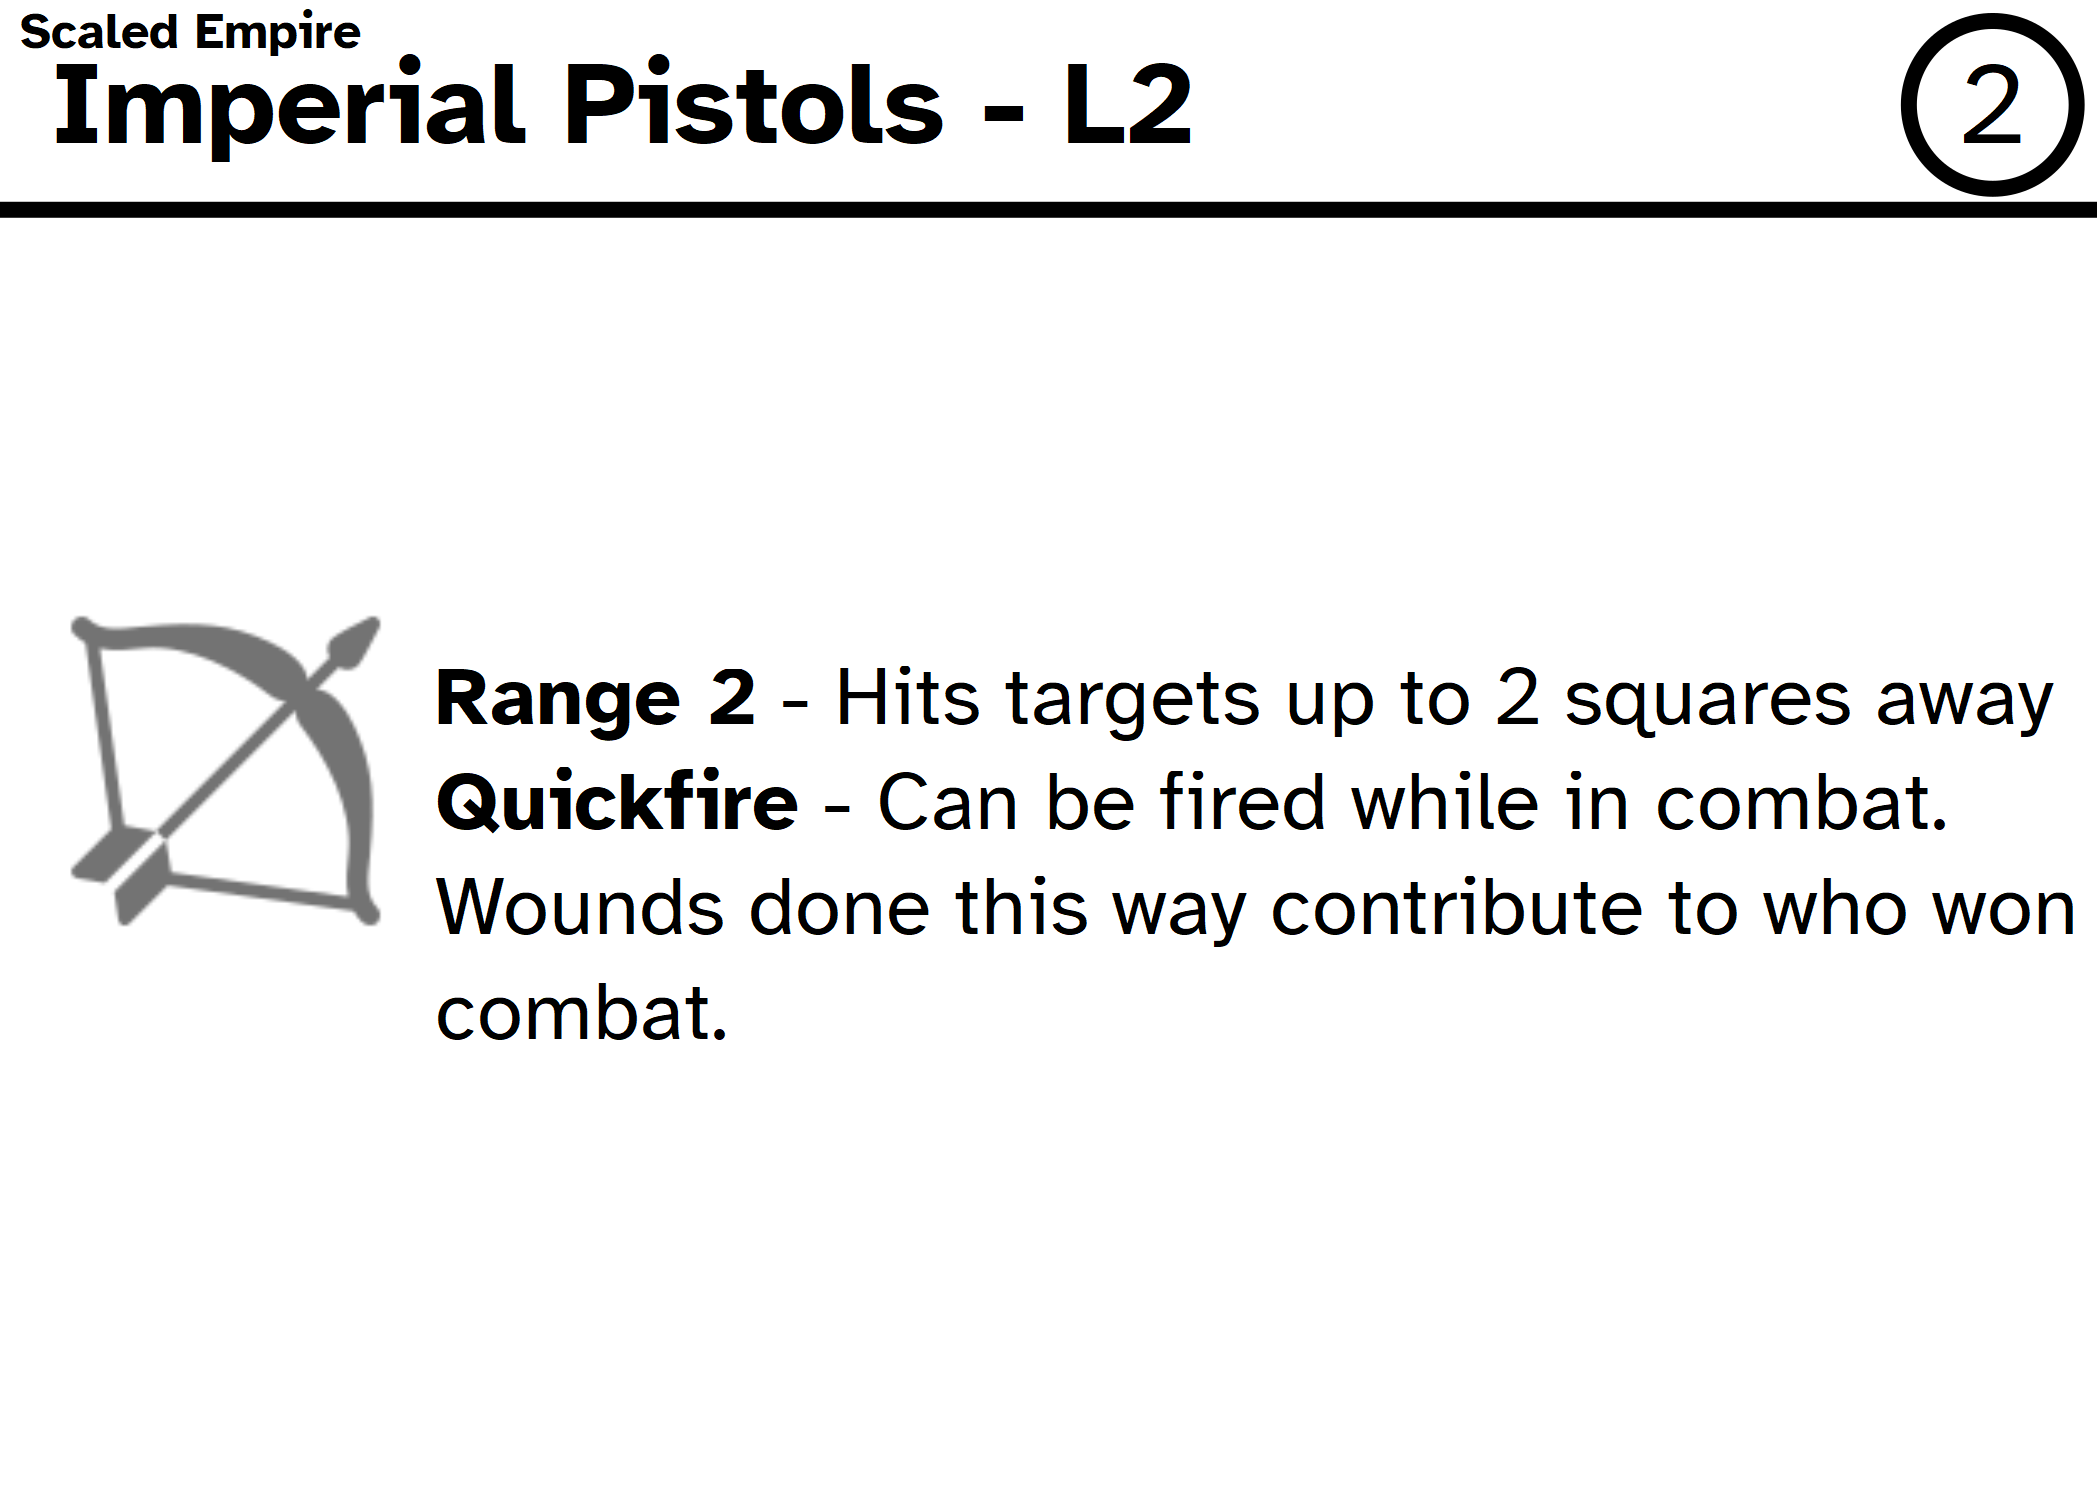 Scaled Empire
Imperial Pistols - L2
2
Range 2 - Hits targets up to 2 squares away
Quickfire - Can be fired while in combat.
Wounds done this way contribute to who won
combat.